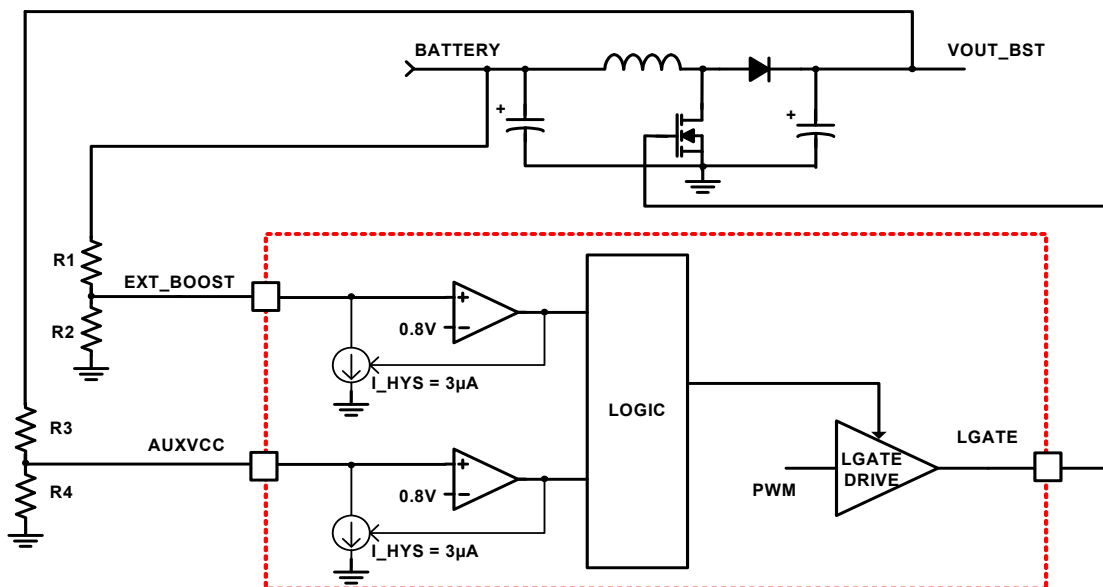 BATTERY
VOUT_BST
+
+
R1
EXT_BOOST
R2
+
0.8V
−
I_HYS = 3µA
LOGIC
R3
AUXVCC
R4
+
0.8V
−
I_HYS = 3µA
LGATE
LGATE
DRIVE
PWM